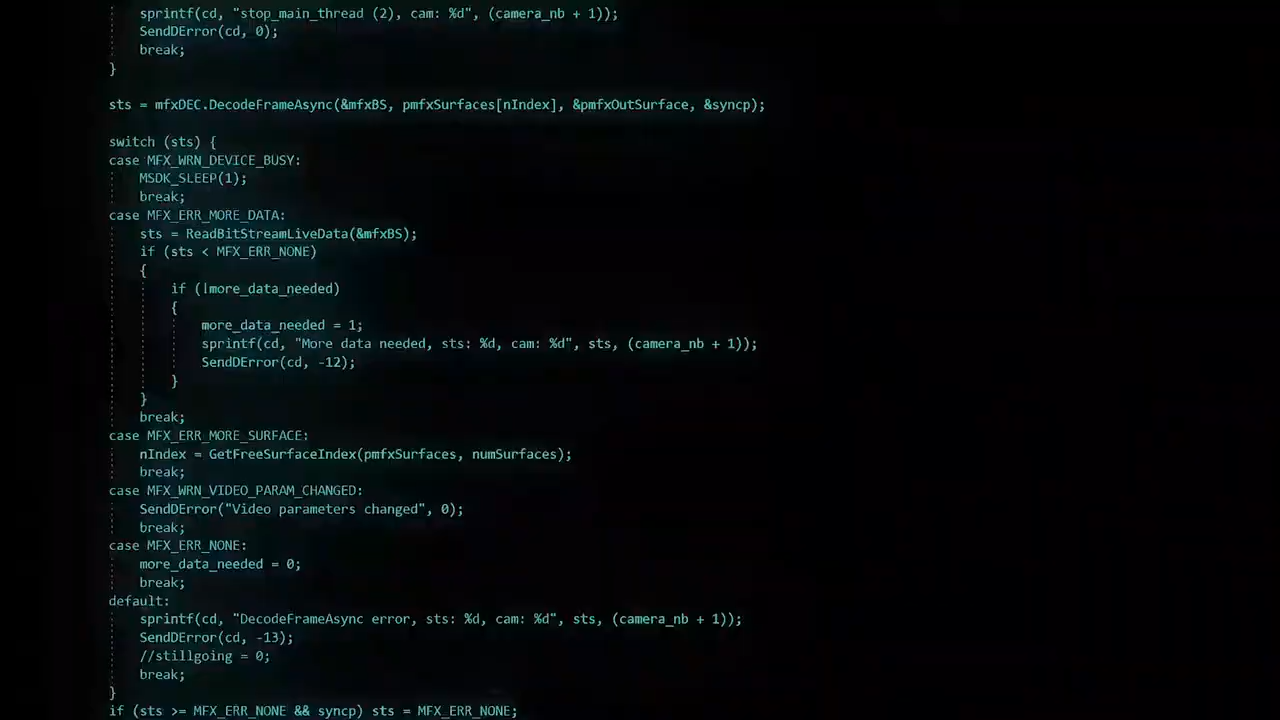 sprintf(cd, "stop_main_thread (2), cam: %d", (camera_nb + 1));
SendDError(cd, 0);
break;
}
sts = mfxDEC.DecodeFrameAsync(&mfxBS, pmfxSurfaces[nIndex], &pmfxOutSurface, &syncp);
switch (sts) {
case MFX_WRN_DEVICE_BUSY:
MSDK_SLEEP(1);
break;
case MFX_ERR_MORE_DATA:
sts = ReadBitStreamLiveData(&mfxBS);
if (sts < MFX_ERR_NONE)
{
if (!more_data_needed)
{
more_data_needed = 1;
sprintf(cd, "More data needed, sts: %d, cam: %d", sts, (camera_nb + 1));
SendDError(cd, -12);
}
}
break;
case MFX_ERR_MORE_SURFACE:
nIndex = GetFreeSurfaceIndex(pmfxSurfaces, numSurfaces);
break;
case MFX_WRN_VIDEO_PARAM_CHANGED:
SendDError("Video parameters changed", 0);
break;
case MFX_ERR_NONE:
more_data_needed = 0;
break;
default:
sprintf(cd, "DecodeFrameAsync error, sts: %d, cam: %d", sts, (camera_nb + 1));
SendDError(cd, -13);
//stillgoing = 0;
break;
}
if (sts >= MFX_ERR_NONE && syncp) sts = MFX_ERR_NONE;